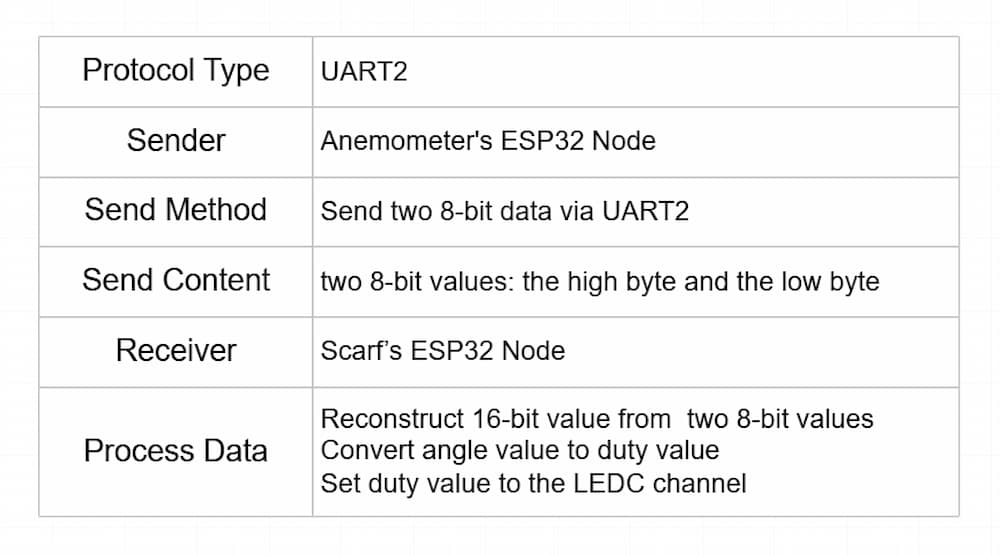 Protocol Type
UART2
Sender
Anemometer's ESP32 Node
Send Method
Send two 8-bit data via UART2
Send Content
two 8-bit values: the high byte and the low byte
Receiver
Scarf’s ESP32 Node
Process Data
Reconstruct 16-bit value from  two 8-bit values
Convert angle value to duty value
Set duty value to the LEDC channel